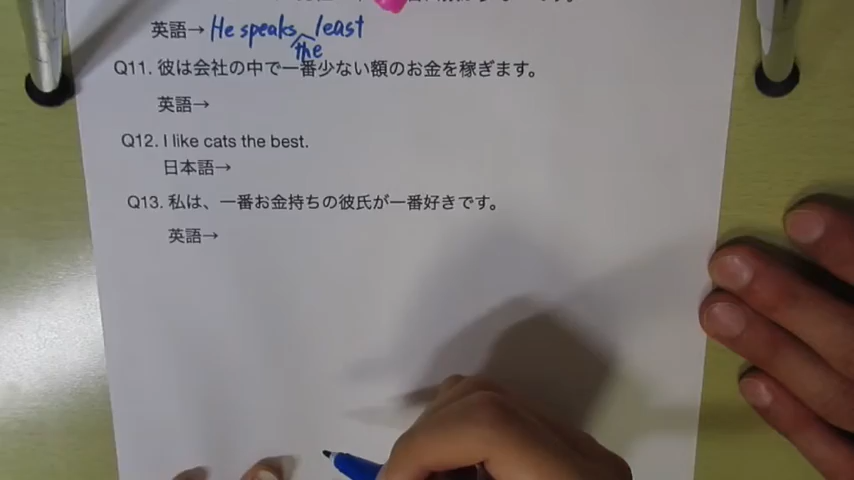 英語→ He speaks the least
Q11. 彼は会社の中で一番少ない額のお金を稼ぎます。
英語→
Q12. I like cats the best.
日本語→
Q13. 私は、一番お金持ちの彼氏が一番好きです。
英語→